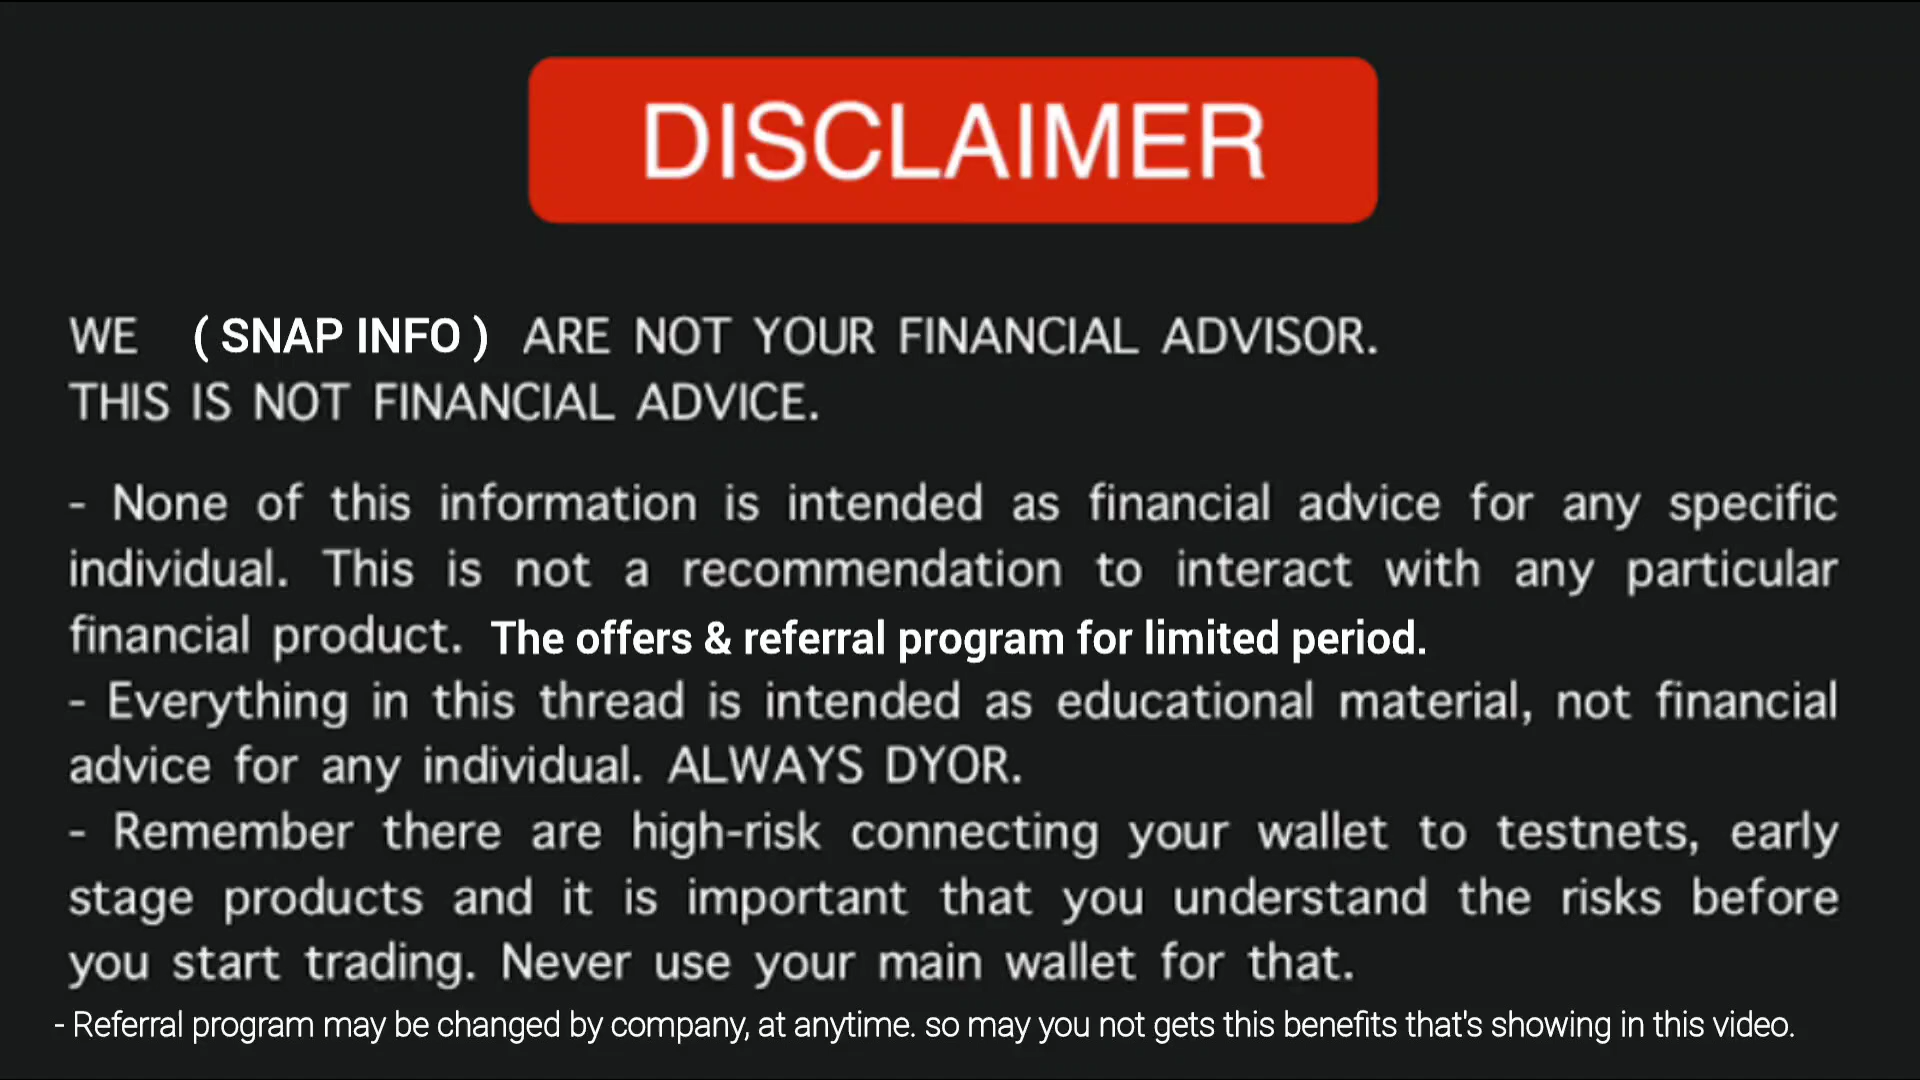 DISCLAIMER
WE ( SNAP INFO ) ARE NOT YOUR FINANCIAL ADVISOR.
THIS IS NOT FINANCIAL ADVICE.
- None of this information is intended as financial advice for any specific
individual. This is not a recommendation to interact with any particular
financial product. The offers & referral program for limited period.
- Everything in this thread is intended as educational material, not financial
advice for any individual. ALWAYS DYOR.
- Remember there are high-risk connecting your wallet to testnets, early
stage products and it is important that you understand the risks before
you start trading. Never use your main wallet for that.
- Referral program may be changed by company, at anytime. so may you not gets this benefits that's showing in this video.